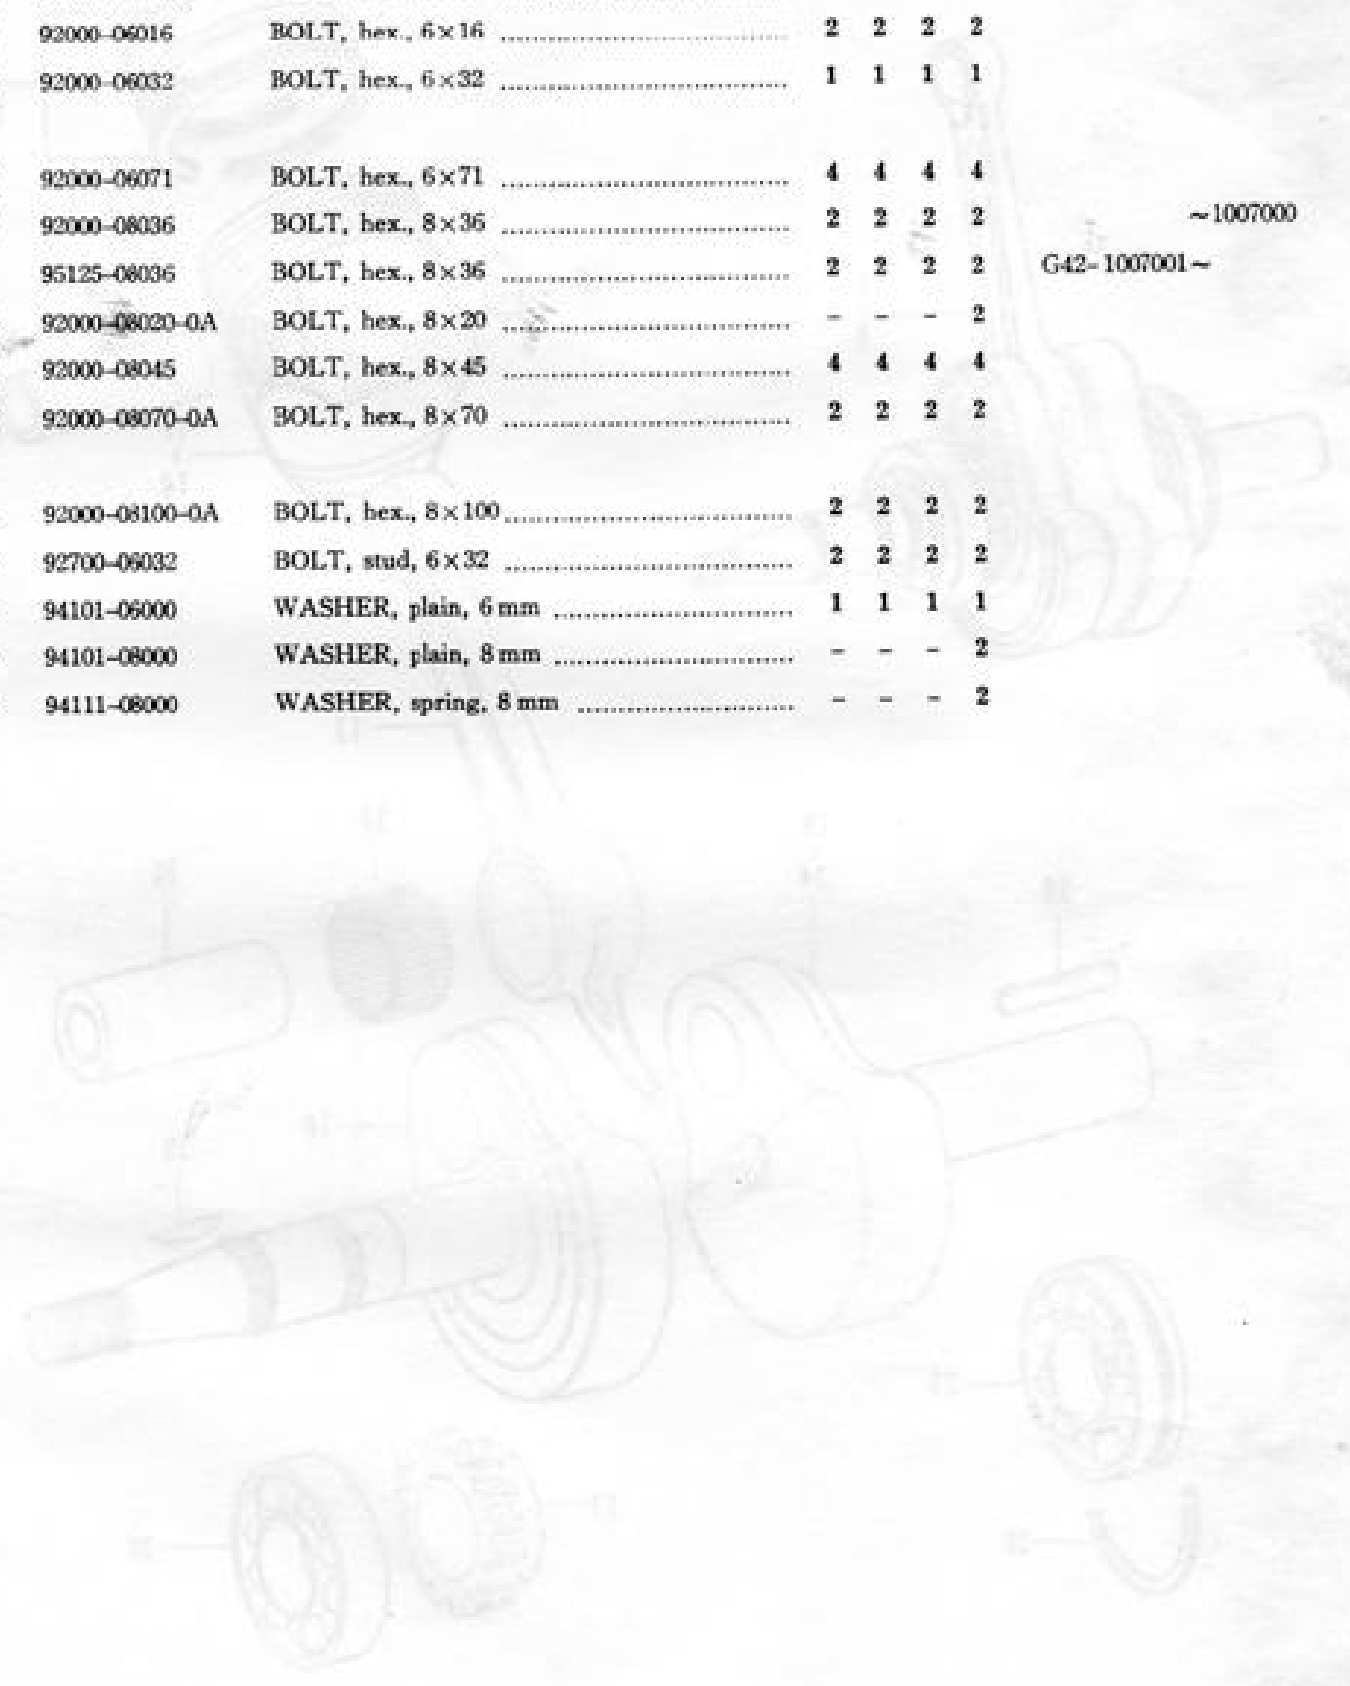 92000-06016 BOLT, hex., 6×16 2 2 2 2
92000-06032 BOLT, hex., 6×32 1 1 1 1
92000-06071 BOLT, hex., 6×71 4 4 4 4
92000-08036 BOLT, hex., 8×36 2 2 2 2 ~1007000
95125-08036 BOLT, hex., 8×36 2 2 2 2 G42-1007001~
92000-08020-0A BOLT, hex., 8×20 - - - 2
92000-08045 BOLT, hex., 8×45 4 4 4 4
92000-08070-0A BOLT, hex., 8×70 2 2 2 2
92000-08100-0A BOLT, hex., 8×100 2 2 2 2
92700-06032 BOLT, stud, 6×32 2 2 2 2
94101-06000 WASHER, plain, 6 mm 1 1 1 1
94101-08000 WASHER, plain, 8 mm - - - 2
94111-08000 WASHER, spring, 8 mm - - - 2